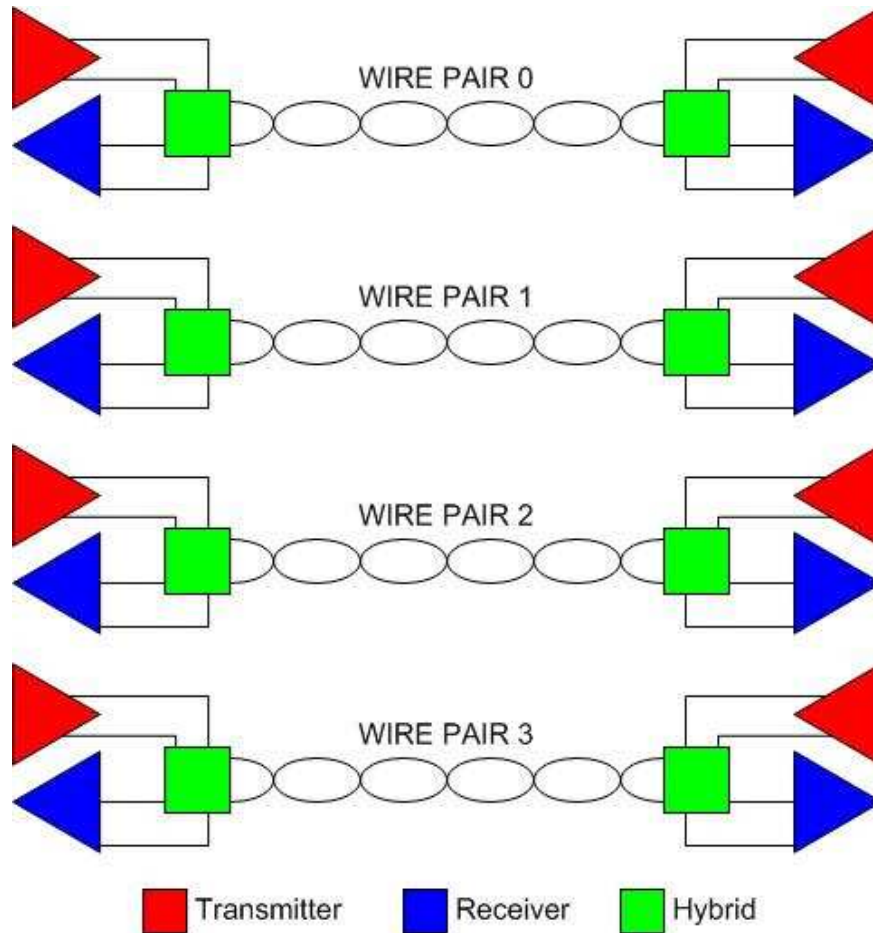 WIRE PAIR 0
WIRE PAIR 1
WIRE PAIR 2
WIRE PAIR 3
Transmitter Receiver Hybrid